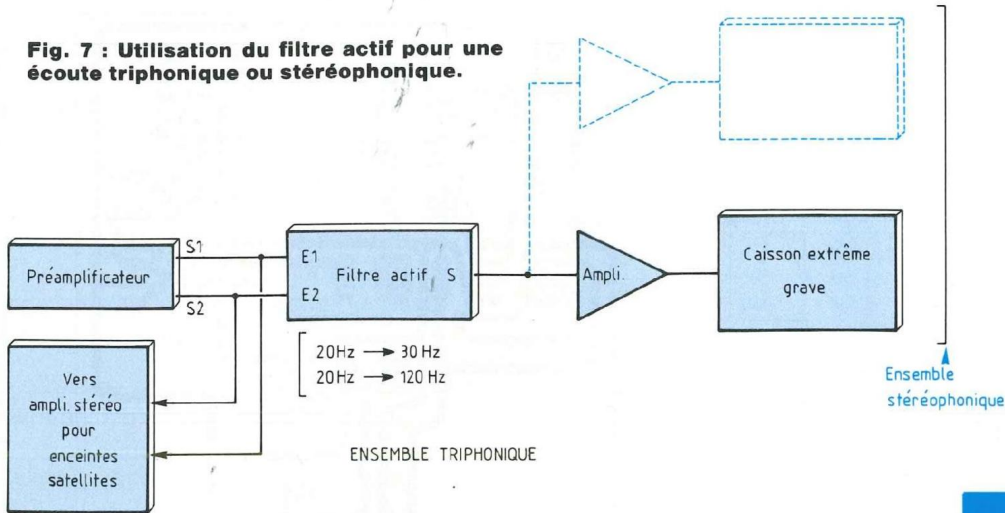 Fig. 7 : Utilisation du filtre actif pour une
écoute triphonique ou stéréophonique.
Préamplificateur
S1
S2
E1
E2
Filtre actif
S
Ampli.
Caisson extrême
grave
20Hz → 30 Hz
20Hz → 120 Hz
Vers
ampli. stéréo
pour
enceintes
satellites
ENSEMBLE TRIPHONIQUE
Ensemble
stéréophonique